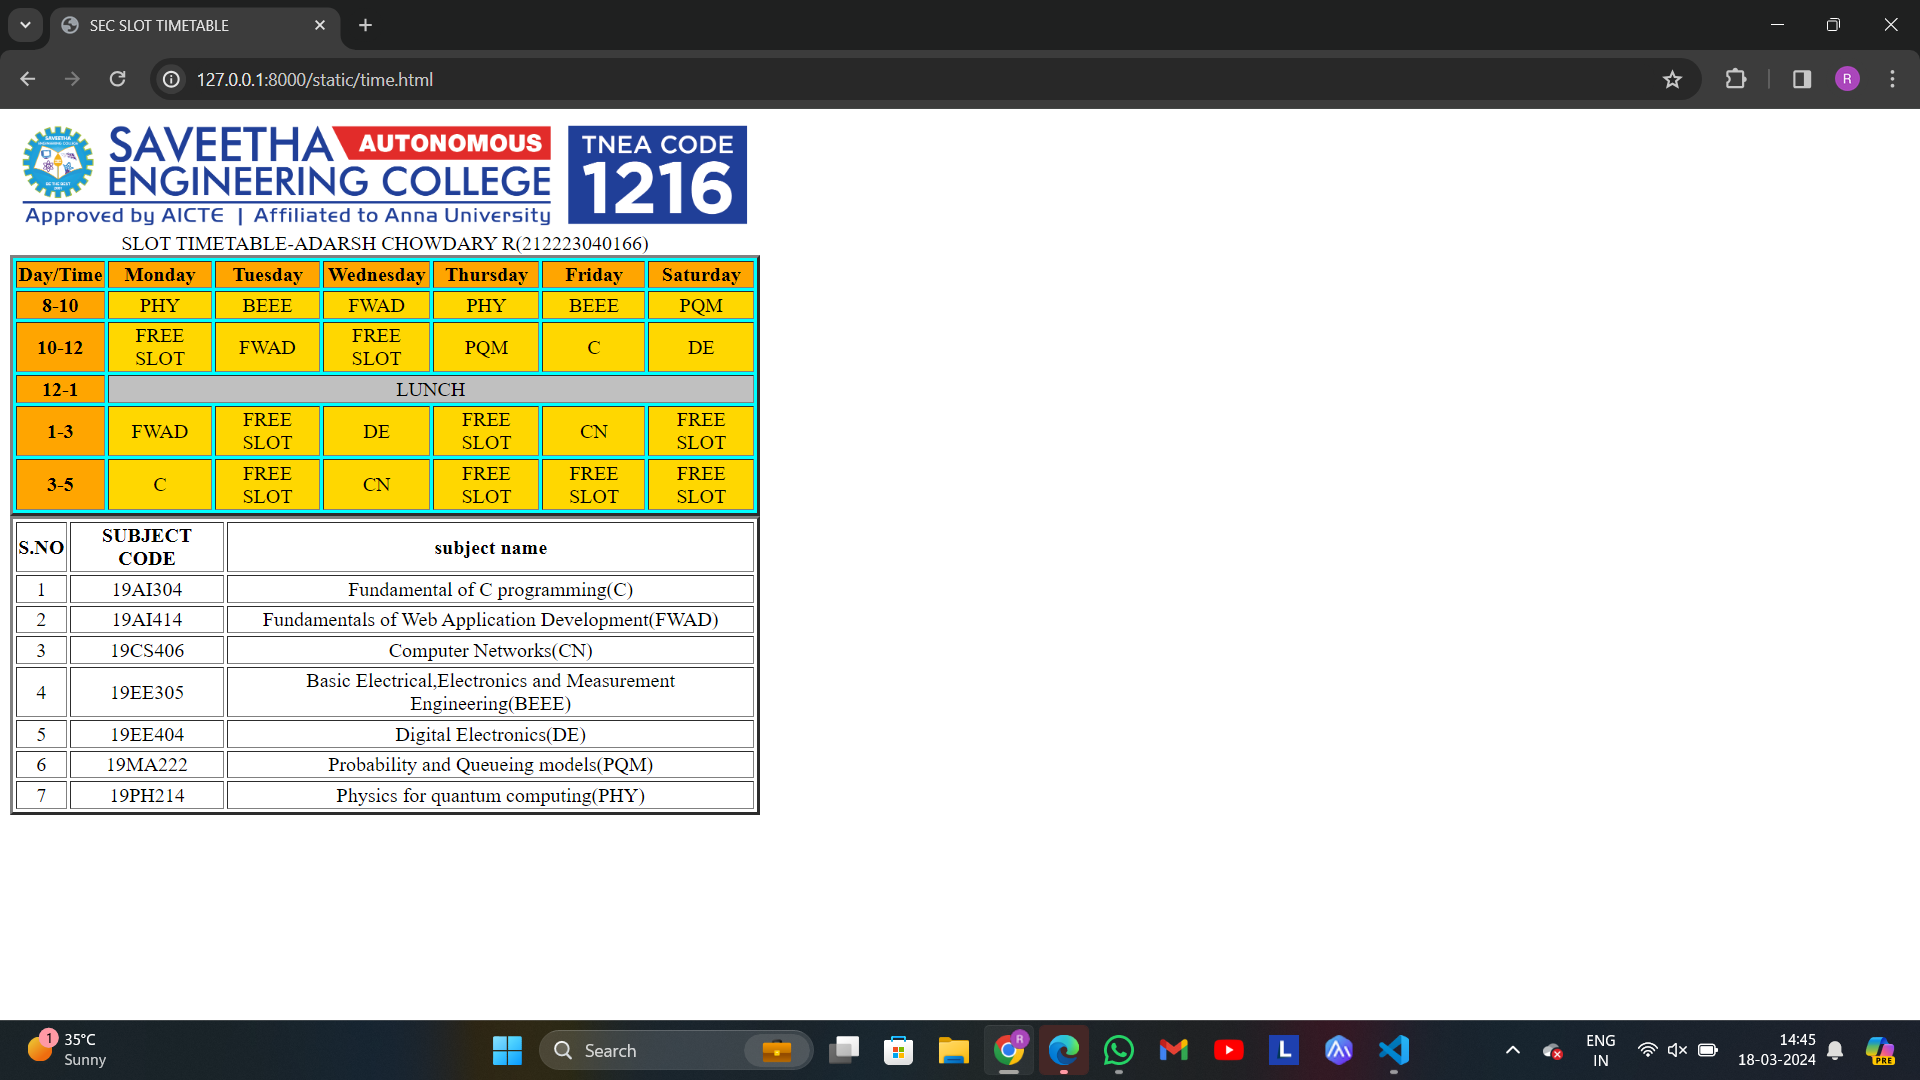 SEC SLOT TIMETABLE
127.0.0.1:8000/static/time.html
R
SAVEETHA AUTONOMOUS
ENGINEERING COLLEGE
Approved by AICTE | Affiliated to Anna University
TNEA CODE
1216
SLOT TIMETABLE-ADARSH CHOWDARY R(212223040166)
Day/Time Monday Tuesday Wednesday Thursday Friday Saturday
8-10 PHY BEEE FWAD PHY BEEE PQM
10-12 FREE SLOT FWAD FREE SLOT PQM C DE
12-1 LUNCH
1-3 FWAD FREE SLOT DE FREE SLOT CN FREE SLOT
3-5 C FREE SLOT CN FREE SLOT FREE SLOT FREE SLOT
S.NO SUBJECT CODE subject name
1 19AI304 Fundamental of C programming(C)
2 19AI414 Fundamentals of Web Application Development(FWAD)
3 19CS406 Computer Networks(CN)
4 19EE305 Basic Electrical,Electronics and Measurement Engineering(BEEE)
5 19EE404 Digital Electronics(DE)
6 19MA222 Probability and Queueing models(PQM)
7 19PH214 Physics for quantum computing(PHY)
1
35°C
Sunny
Search
R
L
ENG
IN
14:45
18-03-2024
PRE